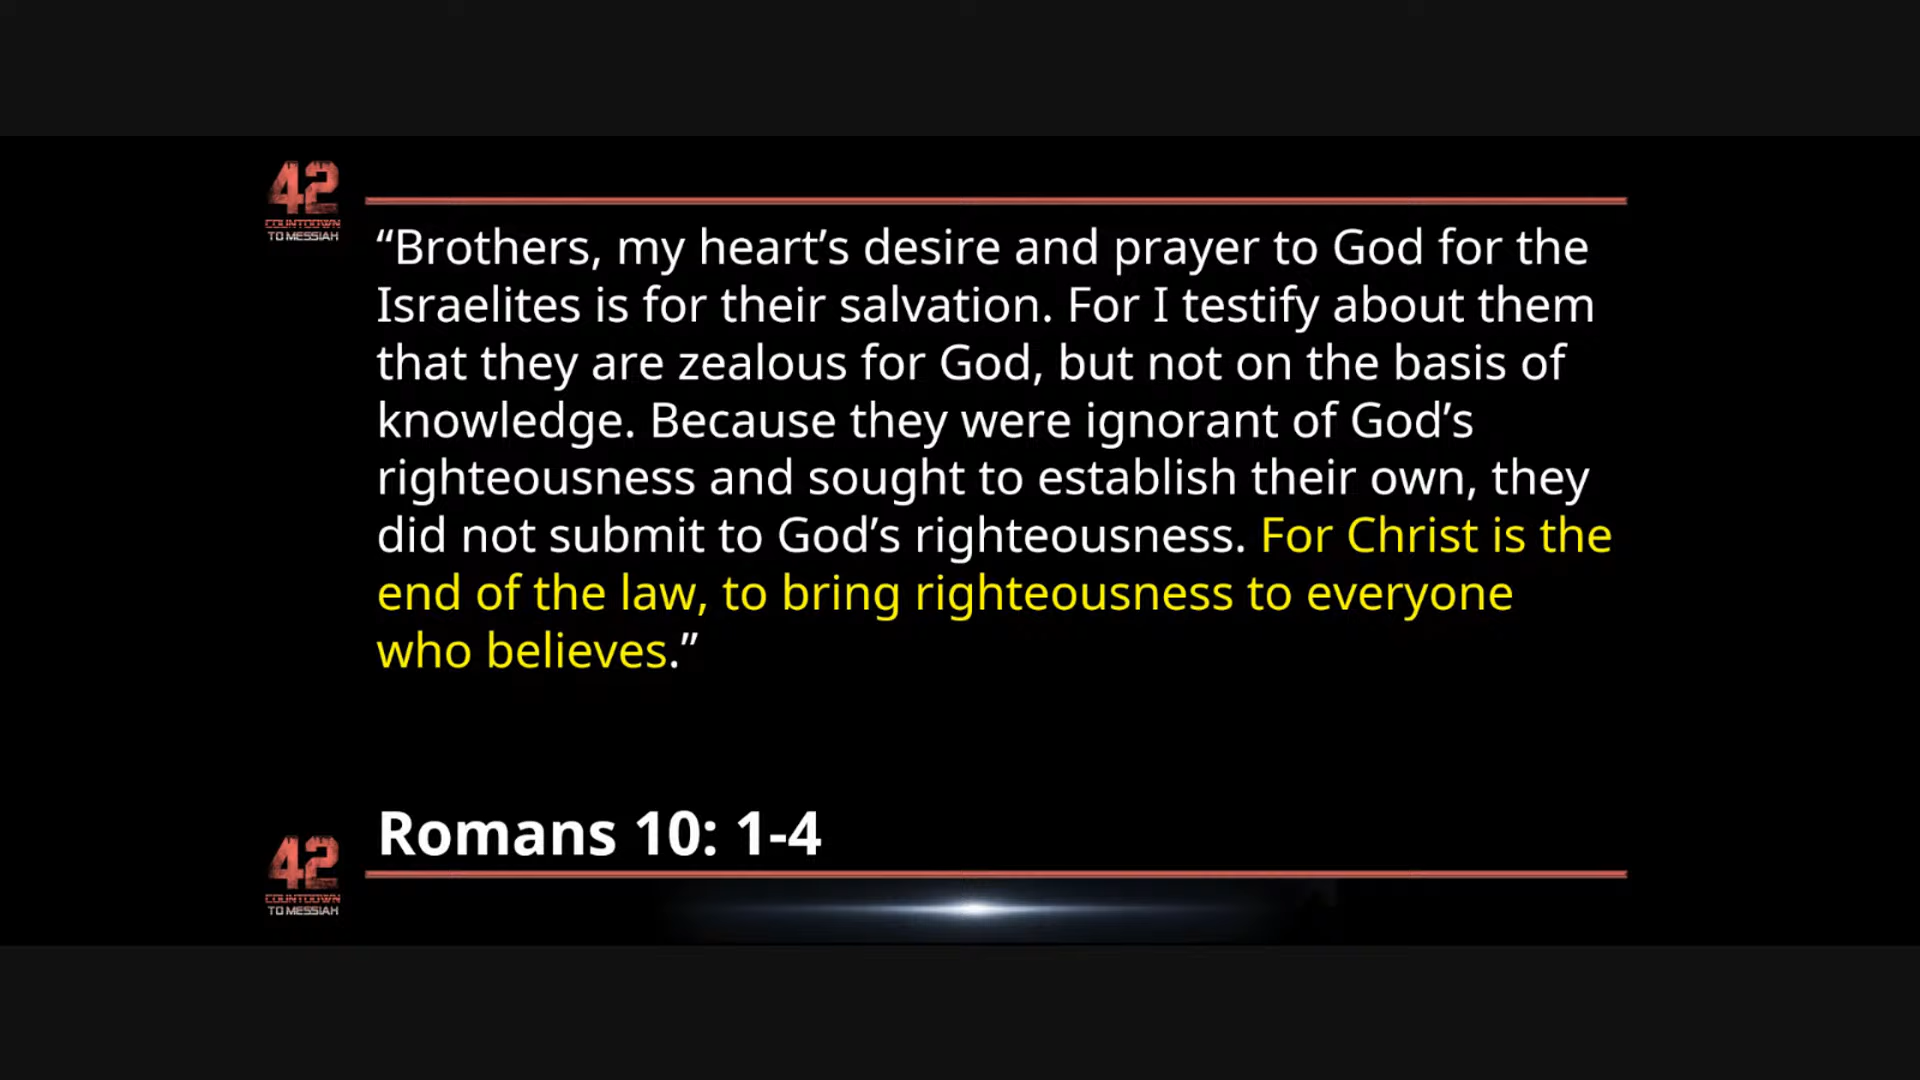 42
COUNTDOWN
TO MESSIAH
“Brothers, my heart’s desire and prayer to God for the
Israelites is for their salvation. For I testify about them
that they are zealous for God, but not on the basis of
knowledge. Because they were ignorant of God’s
righteousness and sought to establish their own, they
did not submit to God’s righteousness. For Christ is the
end of the law, to bring righteousness to everyone
who believes.”
Romans 10: 1-4
42
COUNTDOWN
TO MESSIAH